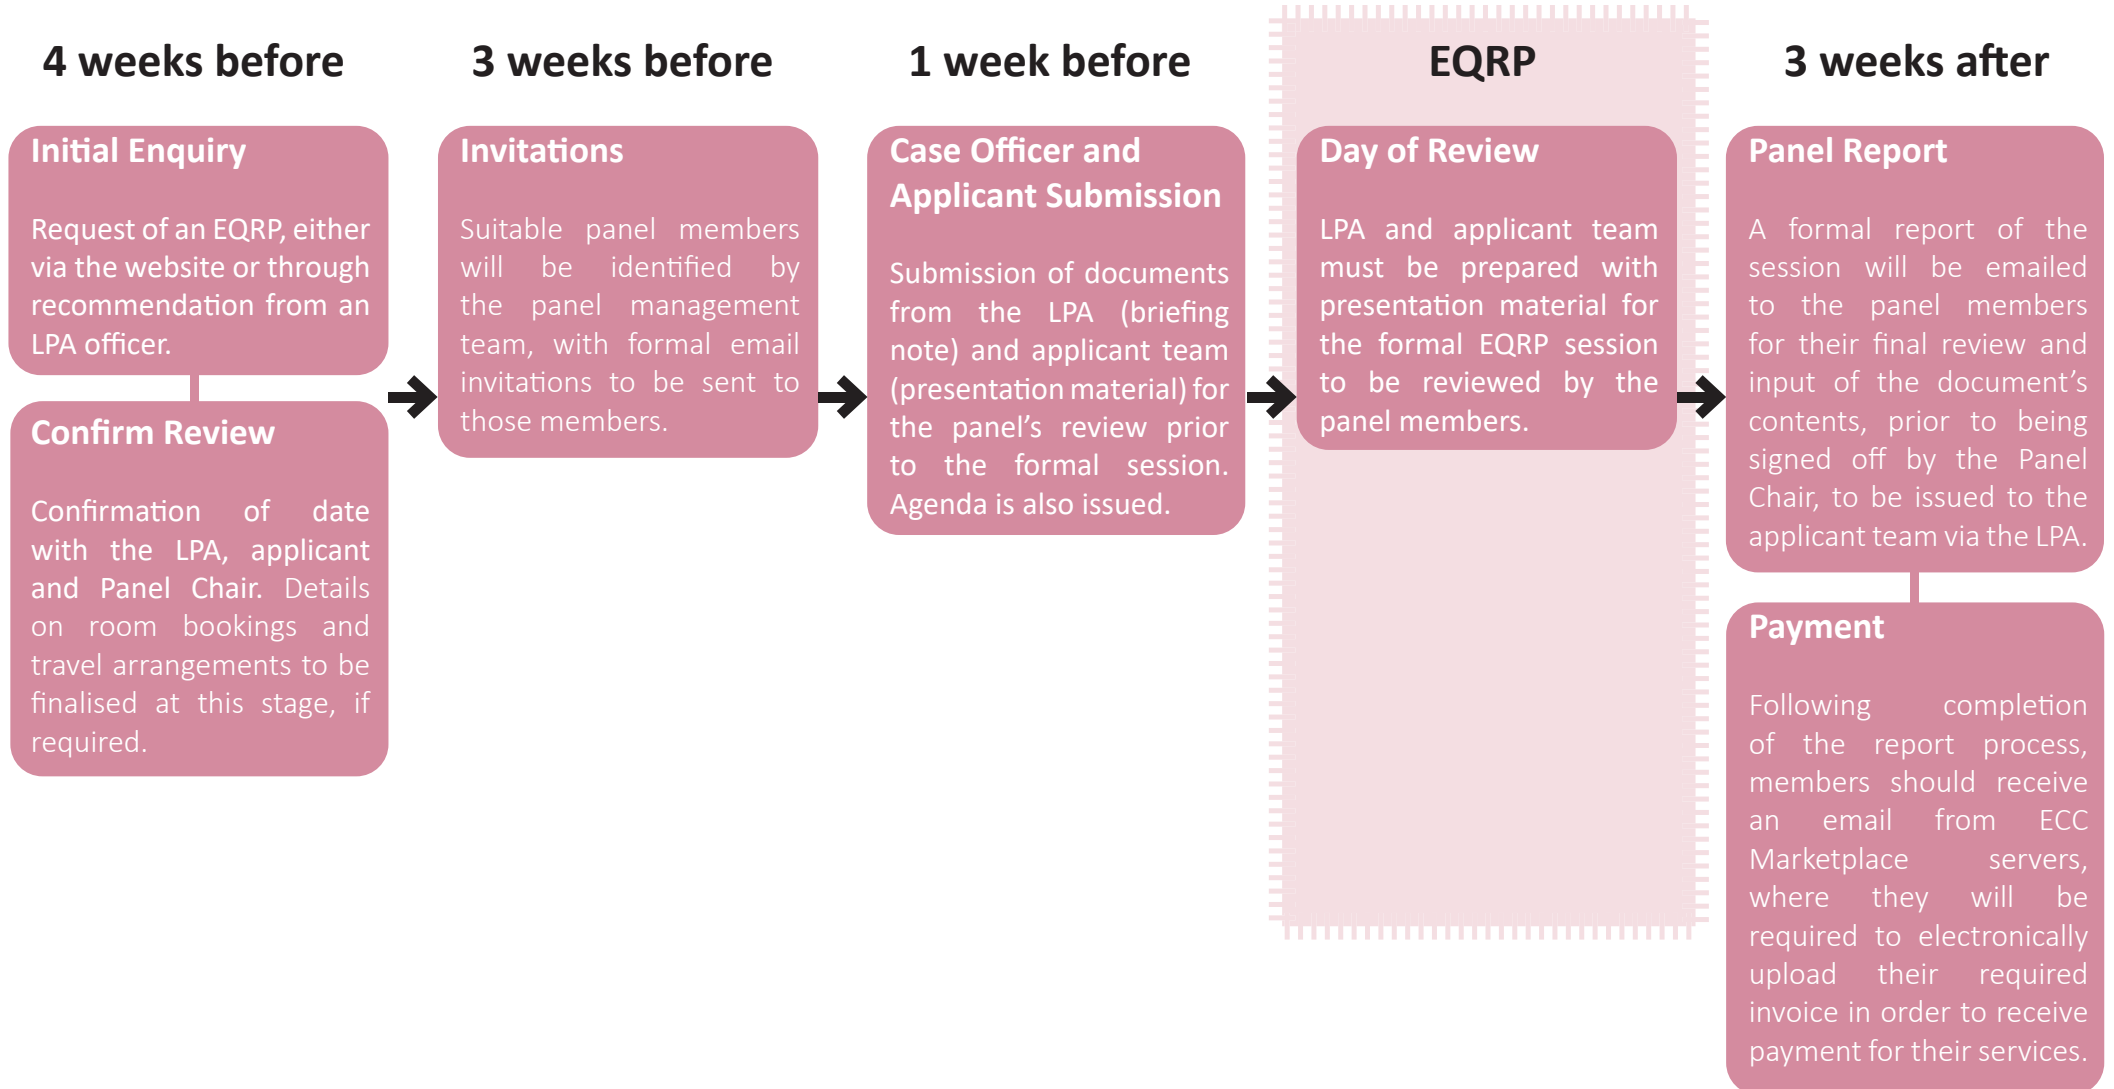 4 weeks before
Initial Enquiry
Request of an EQRP, either
via the website or through
recommendation from an
LPA officer.
Confirm Review
Confirmation of date
with the LPA, applicant
and Panel Chair. Details
on room bookings and
travel arrangements to be
finalised at this stage, if
required.
3 weeks before
Invitations
Suitable panel members
will be identified by
the panel management
team, with formal email
invitations to be sent to
those members.
1 week before
Case Officer and
Applicant Submission
Submission of documents
from the LPA (briefing
note) and applicant team
(presentation material) for
the panel’s review prior
to the formal session.
Agenda is also issued.
EQRP
Day of Review
LPA and applicant team
must be prepared with
presentation material for
the formal EQRP session
to be reviewed by the
panel members.
3 weeks after
Panel Report
A formal report of the
session will be emailed
to the panel members
for their final review and
input of the document’s
contents, prior to being
signed off by the Panel
Chair, to be issued to the
applicant team via the LPA.
Payment
Following completion
of the report process,
members should receive
an email from ECC
Marketplace servers,
where they will be
required to electronically
upload their required
invoice in order to receive
payment for their services.